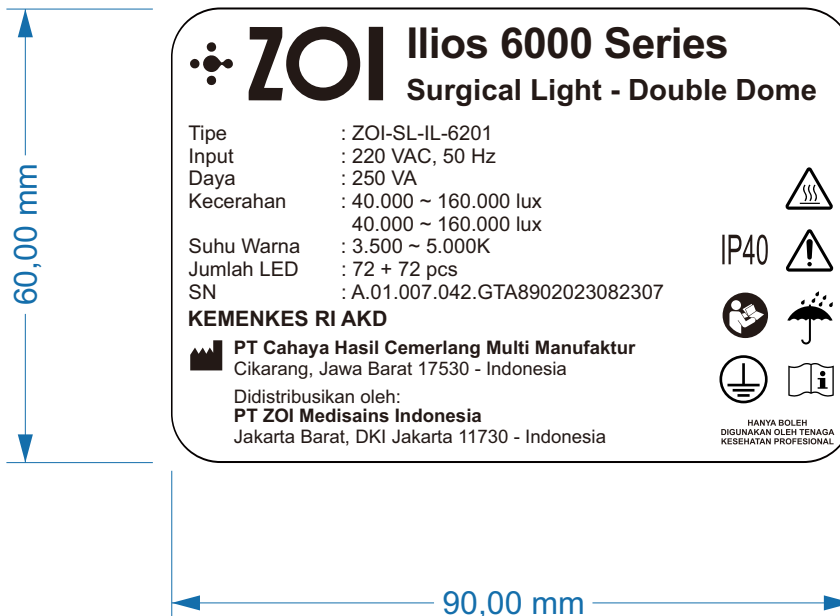 ZOI
Ilios 6000 Series
Surgical Light - Double Dome
Tipe : ZOI-SL-IL-6201
Input : 220 VAC, 50 Hz
Daya : 250 VA
Kecerahan : 40.000 ~ 160.000 lux
40.000 ~ 160.000 lux
Suhu Warna : 3.500 ~ 5.000K
Jumlah LED : 72 + 72 pcs
SN : A.01.007.042.GTA8902023082307
KEMENKES RI AKD
PT Cahaya Hasil Cemerlang Multi Manufaktur
Cikarang, Jawa Barat 17530 - Indonesia
Didistribusikan oleh:
PT ZOI Medisains Indonesia
Jakarta Barat, DKI Jakarta 11730 - Indonesia
IP40
HANYA BOLEH
DIGUNAKAN OLEH TENAGA
KESEHATAN PROFESIONAL
60,00 mm
90,00 mm